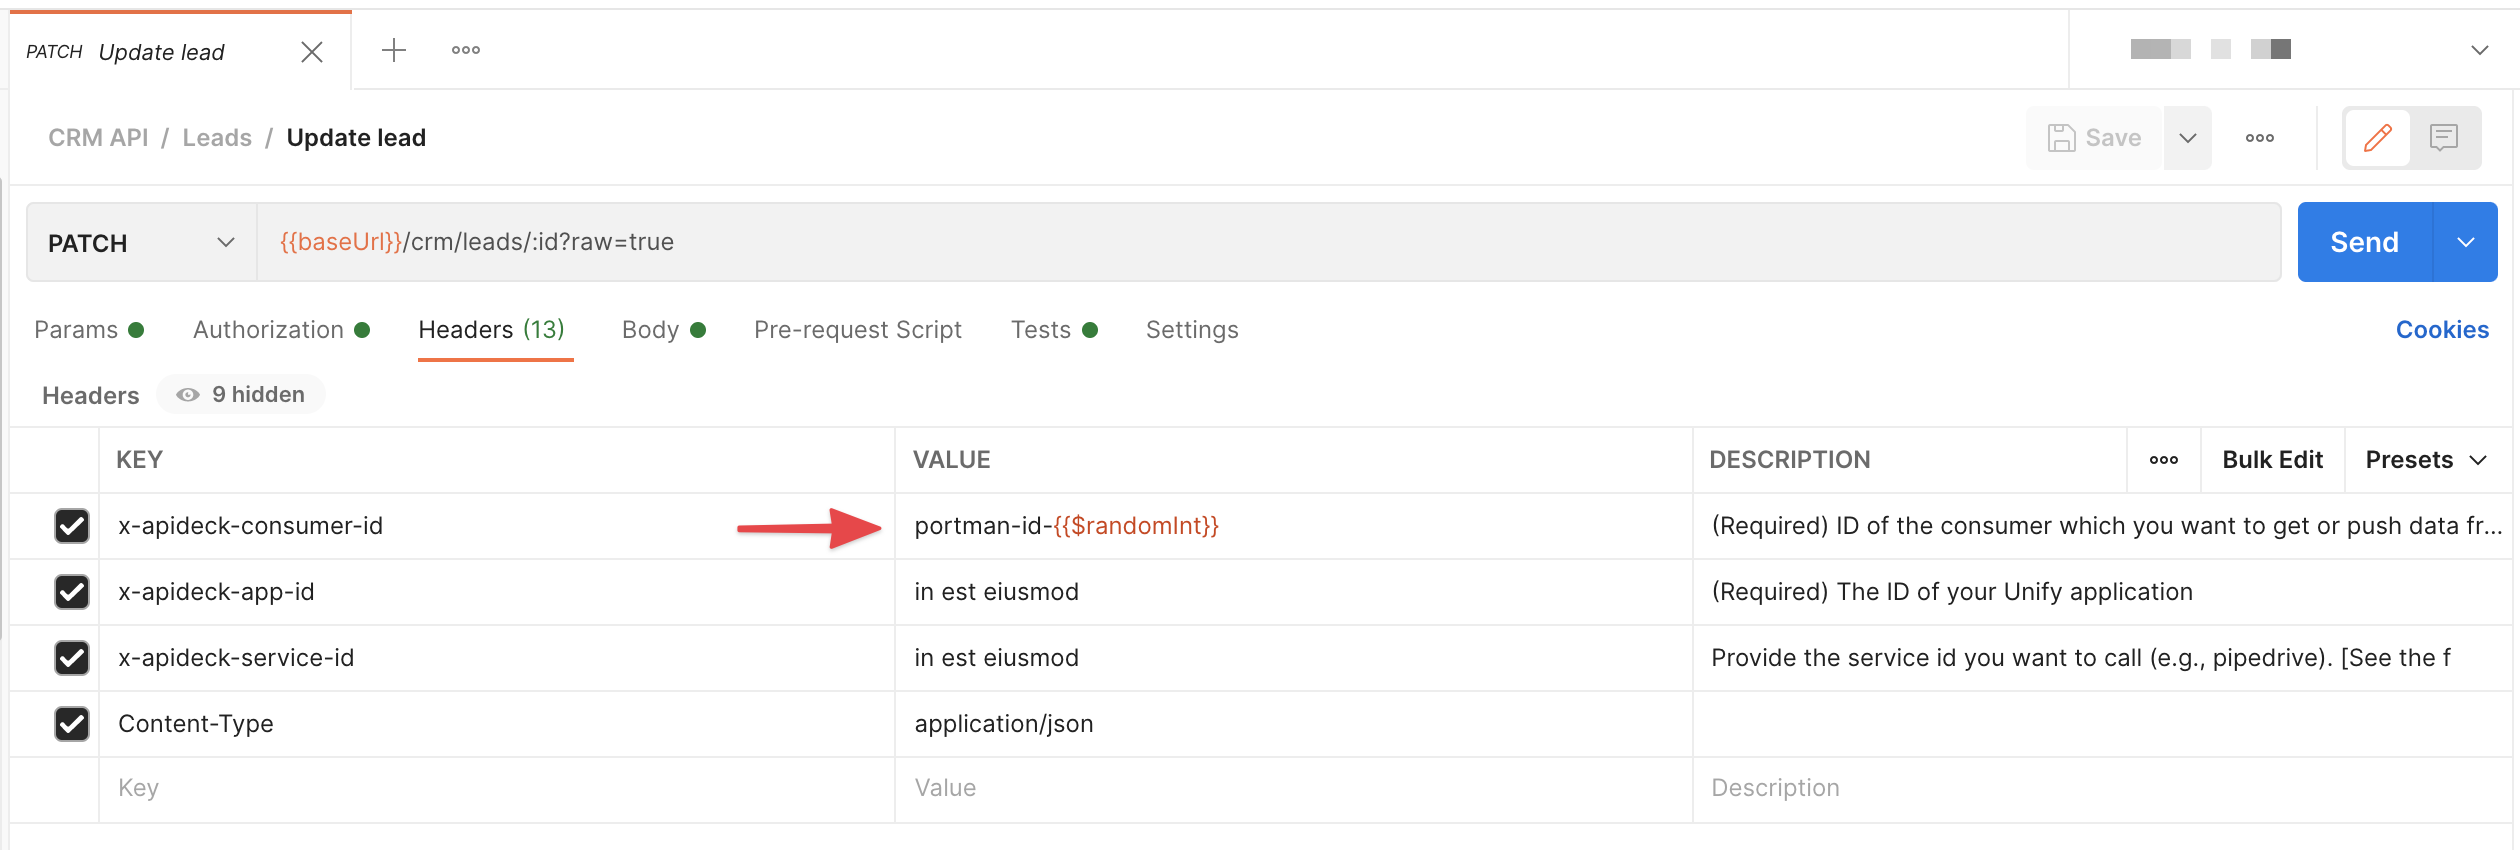 PATCH Update lead
CRM API / Leads / Update lead
Save
PATCH
{{baseUrl}}/crm/leads/:id?raw=true
Send
Params Authorization Headers (13) Body Pre-request Script Tests Settings Cookies
Headers 9 hidden
KEY VALUE DESCRIPTION Bulk Edit Presets
x-apideck-consumer-id portman-id-{{$randomInt}} (Required) ID of the consumer which you want to get or push data fr...
x-apideck-app-id in est eiusmod (Required) The ID of your Unify application
x-apideck-service-id in est eiusmod Provide the service id you want to call (e.g., pipedrive). [See the f
Content-Type application/json
Key Value Description